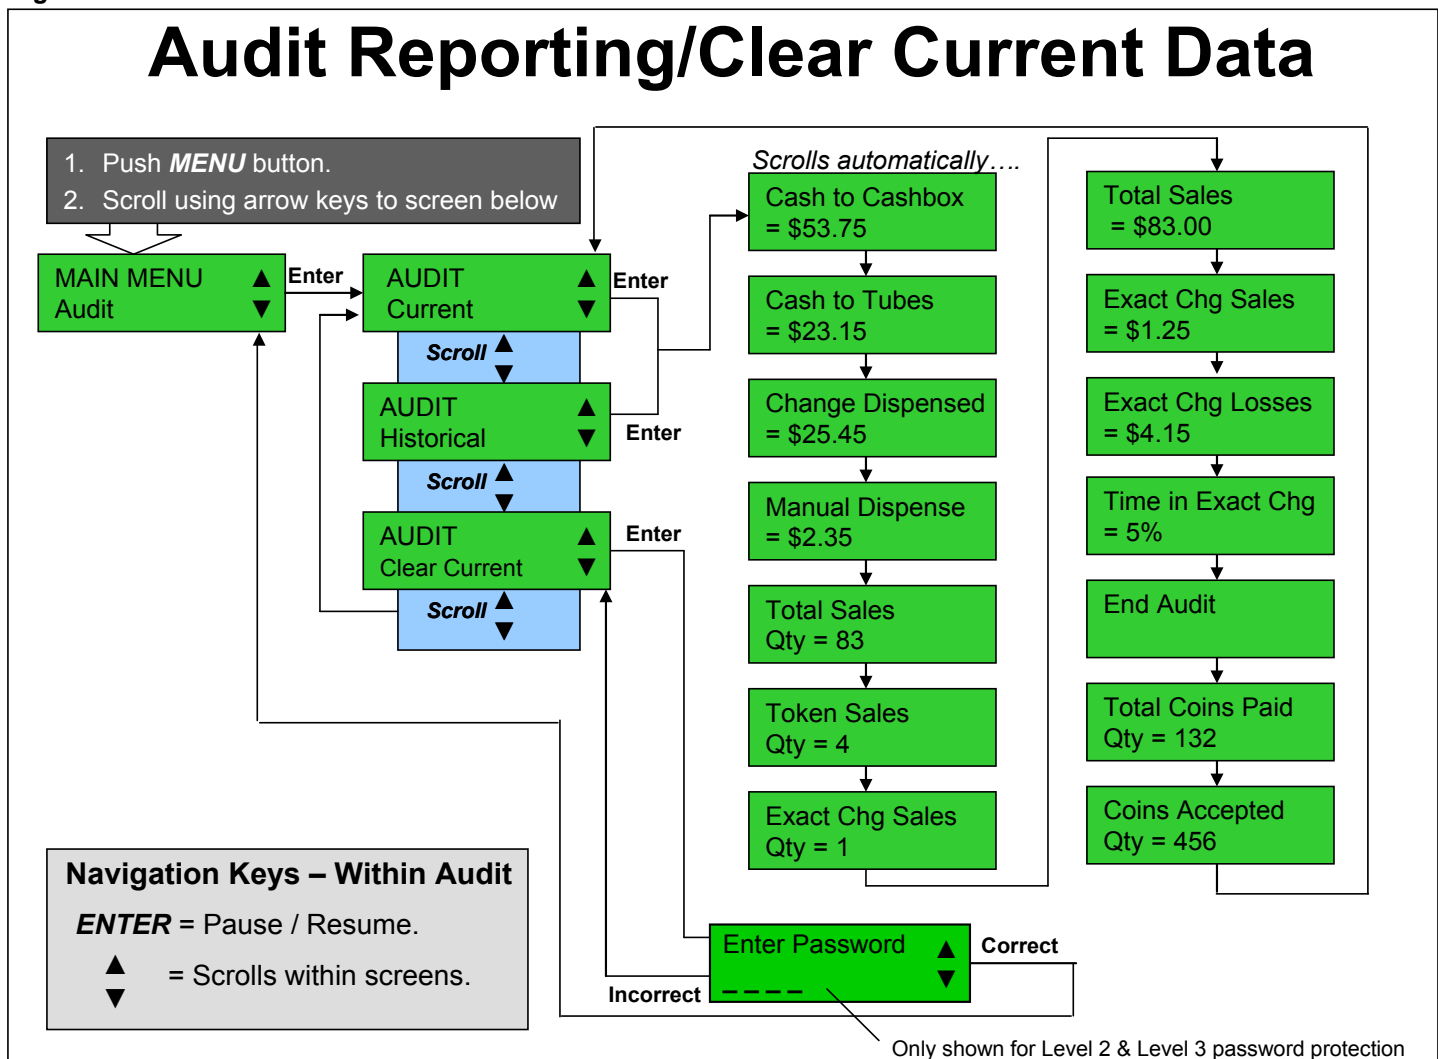 Audit Reporting/Clear Current Data
1. Push MENU button.
2. Scroll using arrow keys to screen below
MAIN MENU ▲
Audit ▼
Enter
AUDIT ▲
Current ▼
Enter
Scroll ▲
▼
AUDIT ▲
Historical ▼
Enter
Scroll ▲
▼
AUDIT ▲
Clear Current ▼
Enter
Scroll ▲
▼
Scrolls automatically….
Cash to Cashbox
= $53.75
Cash to Tubes
= $23.15
Change Dispensed
= $25.45
Manual Dispense
= $2.35
Total Sales
Qty = 83
Token Sales
Qty = 4
Exact Chg Sales
Qty = 1
Total Sales
= $83.00
Exact Chg Sales
= $1.25
Exact Chg Losses
= $4.15
Time in Exact Chg
= 5%
End Audit
Total Coins Paid
Qty = 132
Coins Accepted
Qty = 456
Navigation Keys – Within Audit
ENTER = Pause / Resume.
▲
▼ = Scrolls within screens.
Enter Password ▲
_ _ _ _ ▼
Correct
Incorrect
Only shown for Level 2 & Level 3 password protection